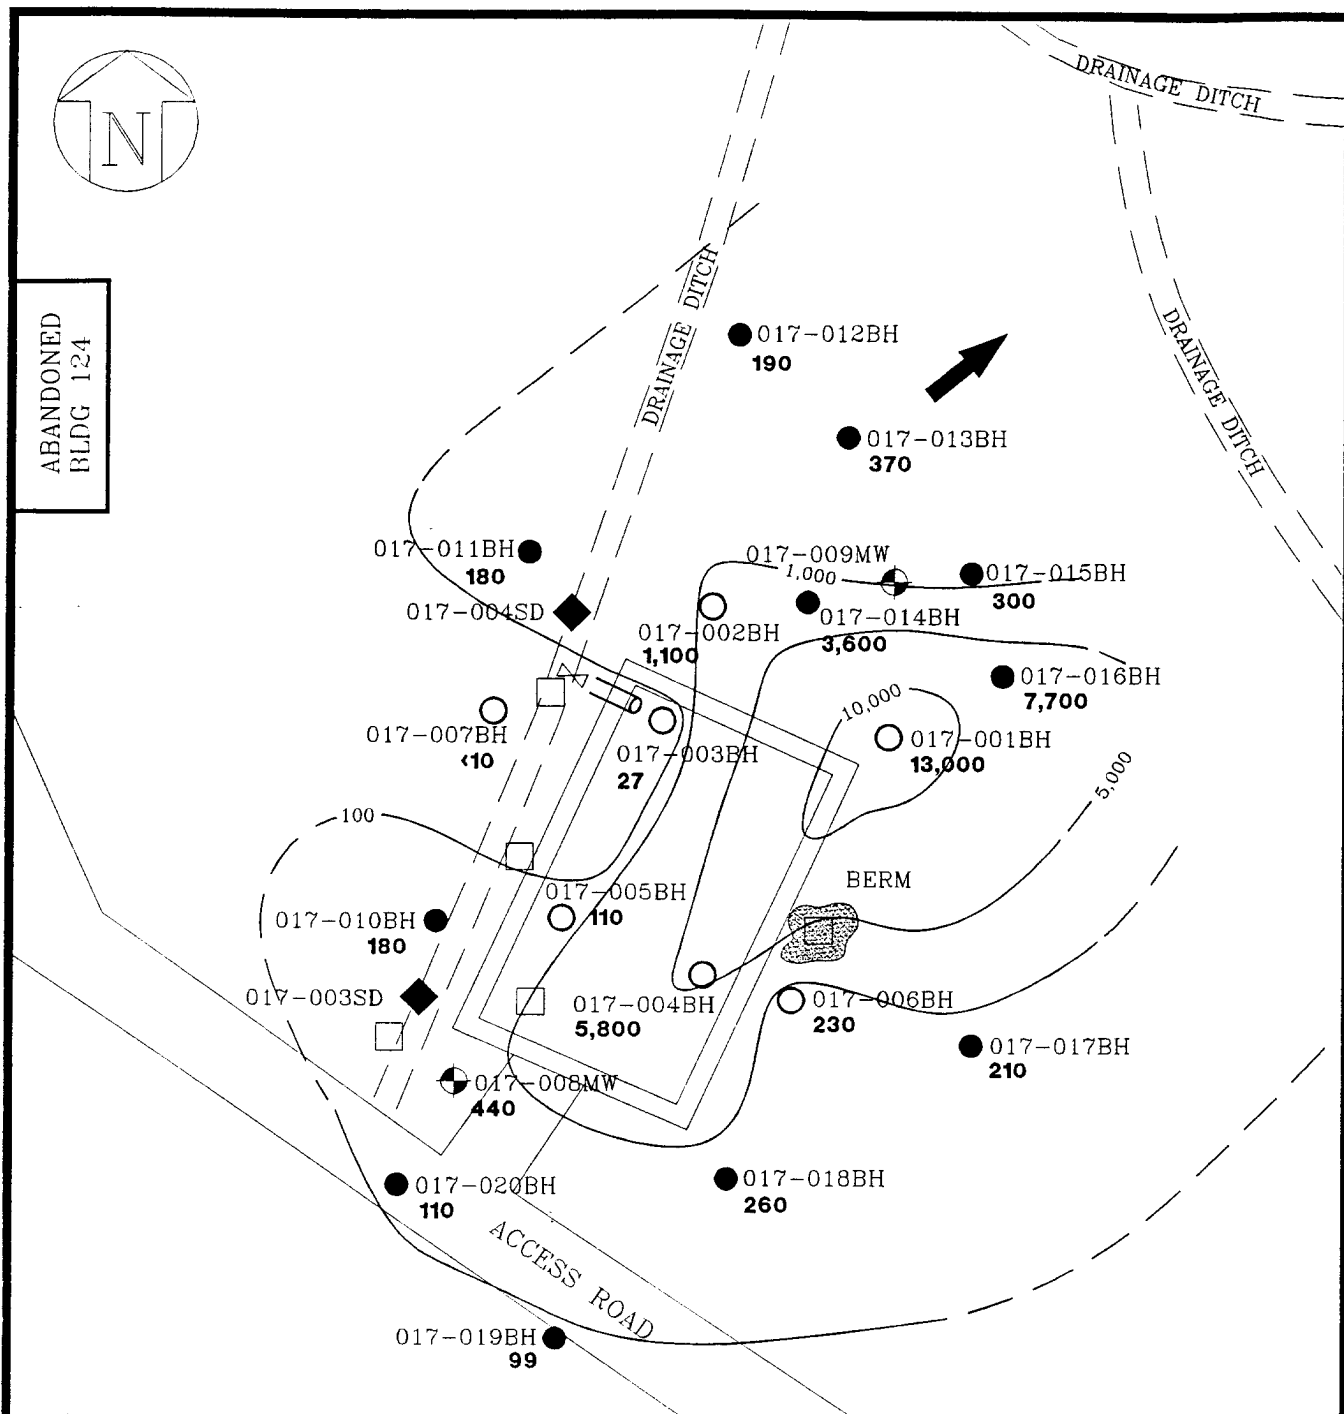 DRAINAGE DITCH
N
ABANDONED
BLDG 124
DRAINAGE DITCH
DRAINAGE DITCH
017-012BH
190
017-013BH
370
017-011BH
180
017-009MW
1,000
017-015BH
300
017-004SD
017-014BH
3,600
017-002BH
1,100
017-016BH
7,700
10,000
017-007BH
<10
017-003BH
27
017-001BH
13,000
5,000
100
BERM
017-005BH
110
017-010BH
180
017-003SD
017-004BH
5,800
017-006BH
230
017-017BH
210
017-008MW
440
017-020BH
110
017-018BH
260
ACCESS ROAD
017-019BH
99